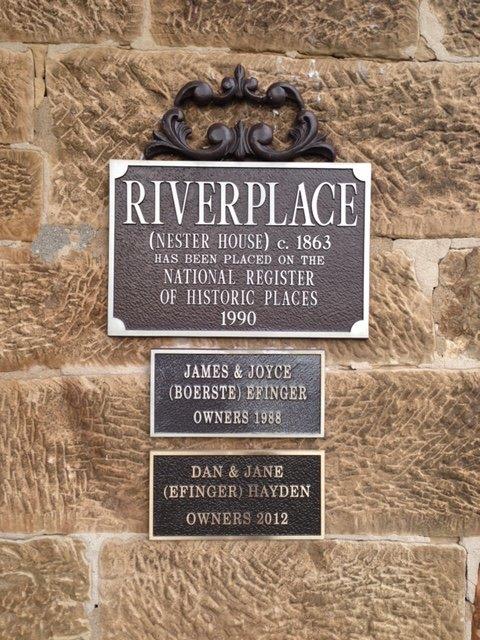 RIVERPLACE
(NESTER HOUSE) c. 1863
HAS BEEN PLACED ON THE
NATIONAL REGISTER
OF HISTORIC PLACES
1990
JAMES & JOYCE
(BOERSTE) EFINGER
OWNERS 1988
DAN & JANE
(EFINGER) HAYDEN
OWNERS 2012